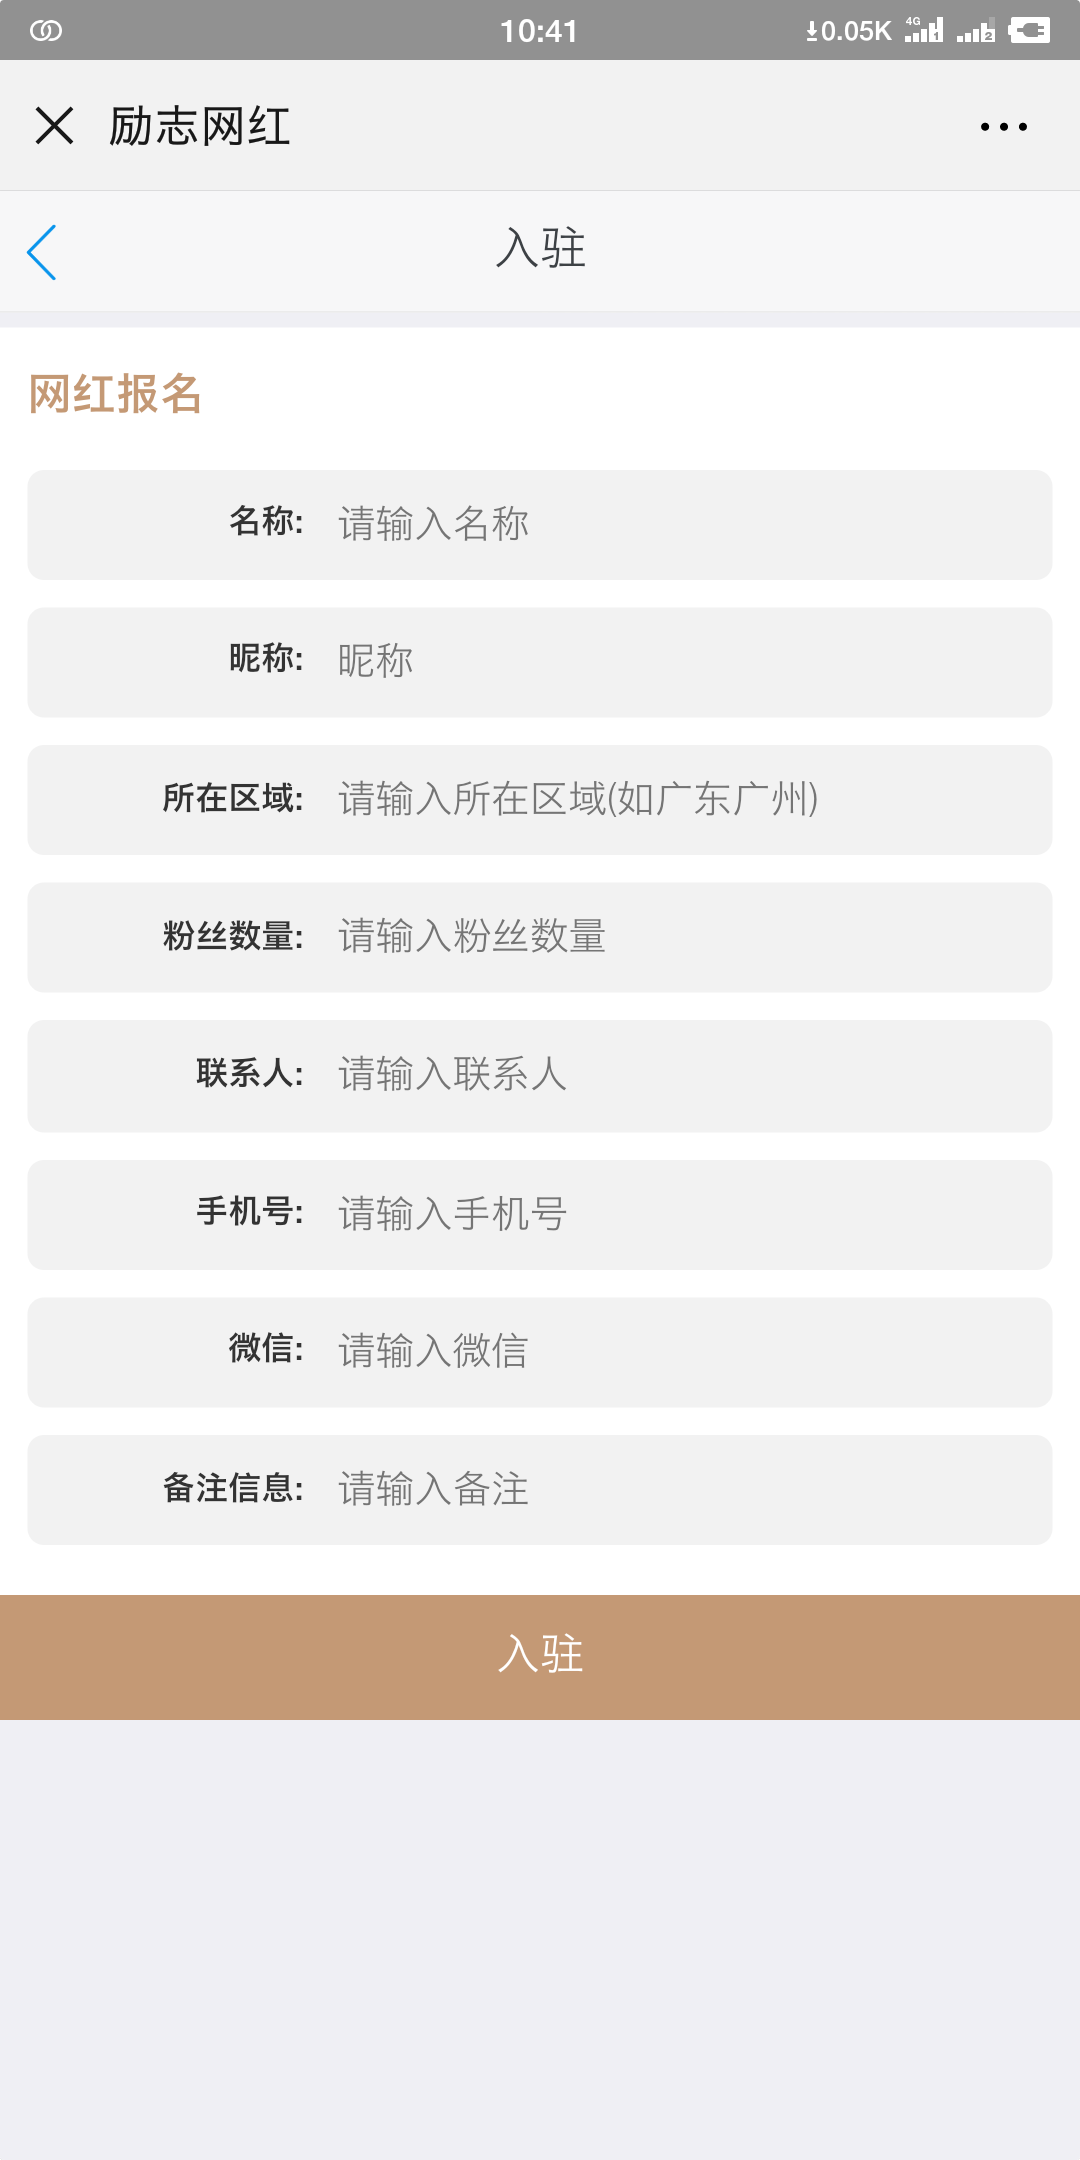 10:41
0.05K
4G
1
2
励志网红
入驻
网红报名
名称: 请输入名称
昵称: 昵称
所在区域: 请输入所在区域(如广东广州)
粉丝数量: 请输入粉丝数量
联系人: 请输入联系人
手机号: 请输入手机号
微信: 请输入微信
备注信息: 请输入备注
入驻